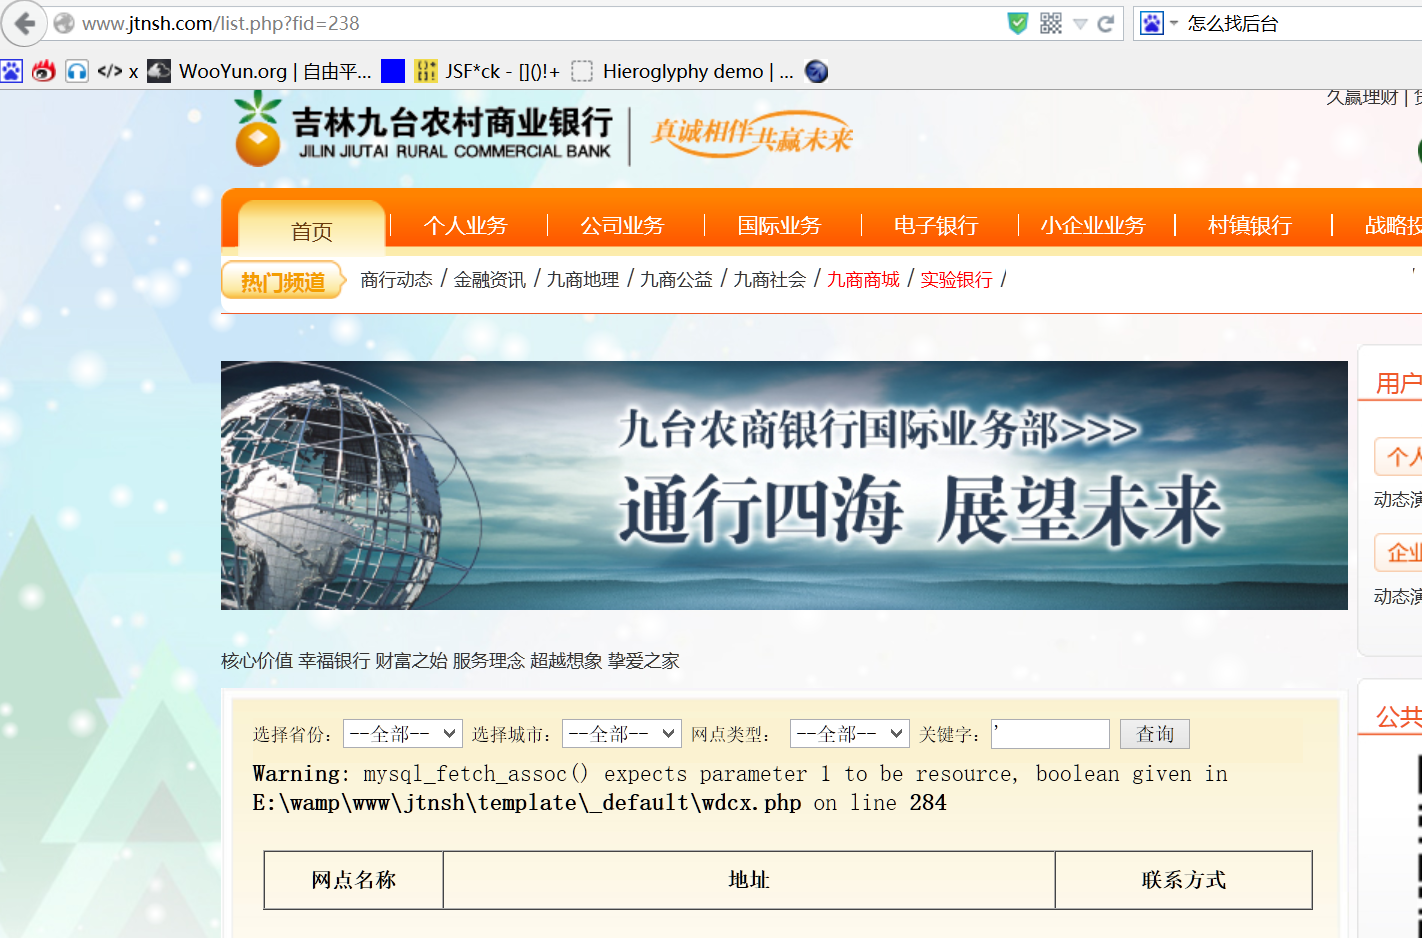 www.jtnsh.com/list.php?fid=238
怎么找后台
</> x WooYun.org | 自由平... JSF*ck - []()!+ Hieroglyphy demo | ...
久赢理财 |
吉林九台农村商业银行
JILIN JIUTAI RURAL COMMERCIAL BANK
真诚相伴共赢未来
首页 个人业务 公司业务 国际业务 电子银行 小企业业务 村镇银行 战略投
热门频道 商行动态 / 金融资讯 / 九商地理 / 九商公益 / 九商社会 / 九商商城 / 实验银行 /
九台农商银行国际业务部>>>
通行四海 展望未来
用户
个人
动态演
企业
动态演
核心价值 幸福银行 财富之始 服务理念 超越想象 挚爱之家
公共
选择省份: --全部-- 选择城市: --全部-- 网点类型: --全部-- 关键字: ' 查询
Warning: mysql_fetch_assoc() expects parameter 1 to be resource, boolean given in
E:\wamp\www\jtnsh\template\_default\wdcx.php on line 284
网点名称 地址 联系方式